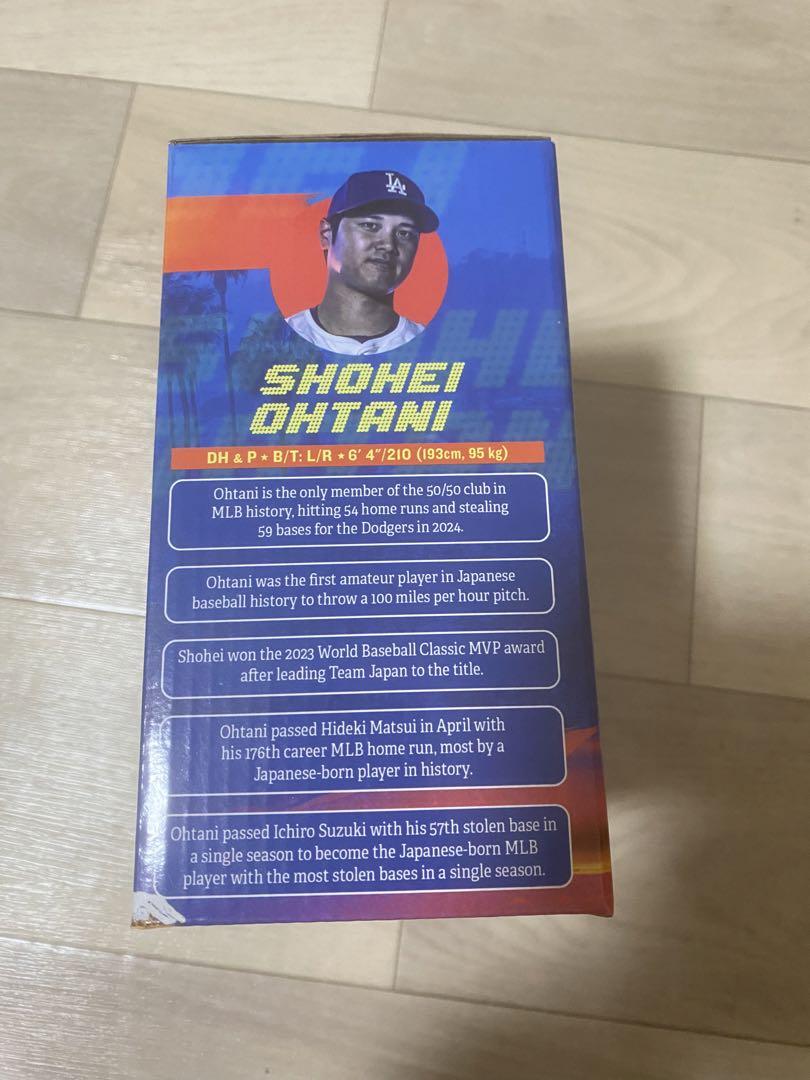 LA
SHOHEI
OHTANI
DH & P ★ B/T: L/R ★ 6' 4"/210 (193cm, 95 kg)
Ohtani is the only member of the 50/50 club in
MLB history, hitting 54 home runs and stealing
59 bases for the Dodgers in 2024.
Ohtani was the first amateur player in Japanese
baseball history to throw a 100 miles per hour pitch.
Shohei won the 2023 World Baseball Classic MVP award
after leading Team Japan to the title.
Ohtani passed Hideki Matsui in April with
his 176th career MLB home run, most by a
Japanese-born player in history.
Ohtani passed Ichiro Suzuki with his 57th stolen base in
a single season to become the Japanese-born MLB
player with the most stolen bases in a single season.